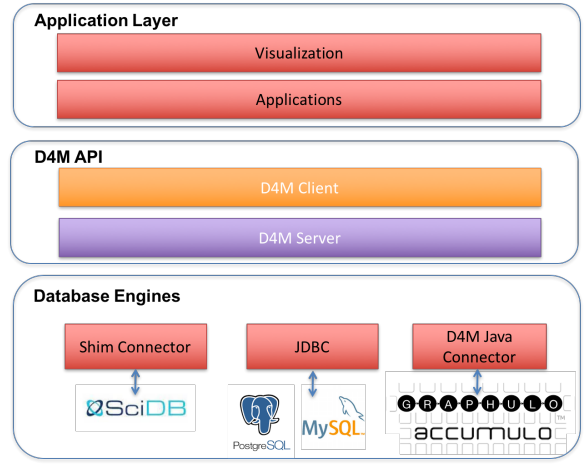 Application Layer
Visualization
Applications
D4M API
D4M Client
D4M Server
Database Engines
Shim Connector
JDBC
D4M Java
Connector
SciDB
PostgreSQL
MySQL
GRAPHULO
accumulo
TM